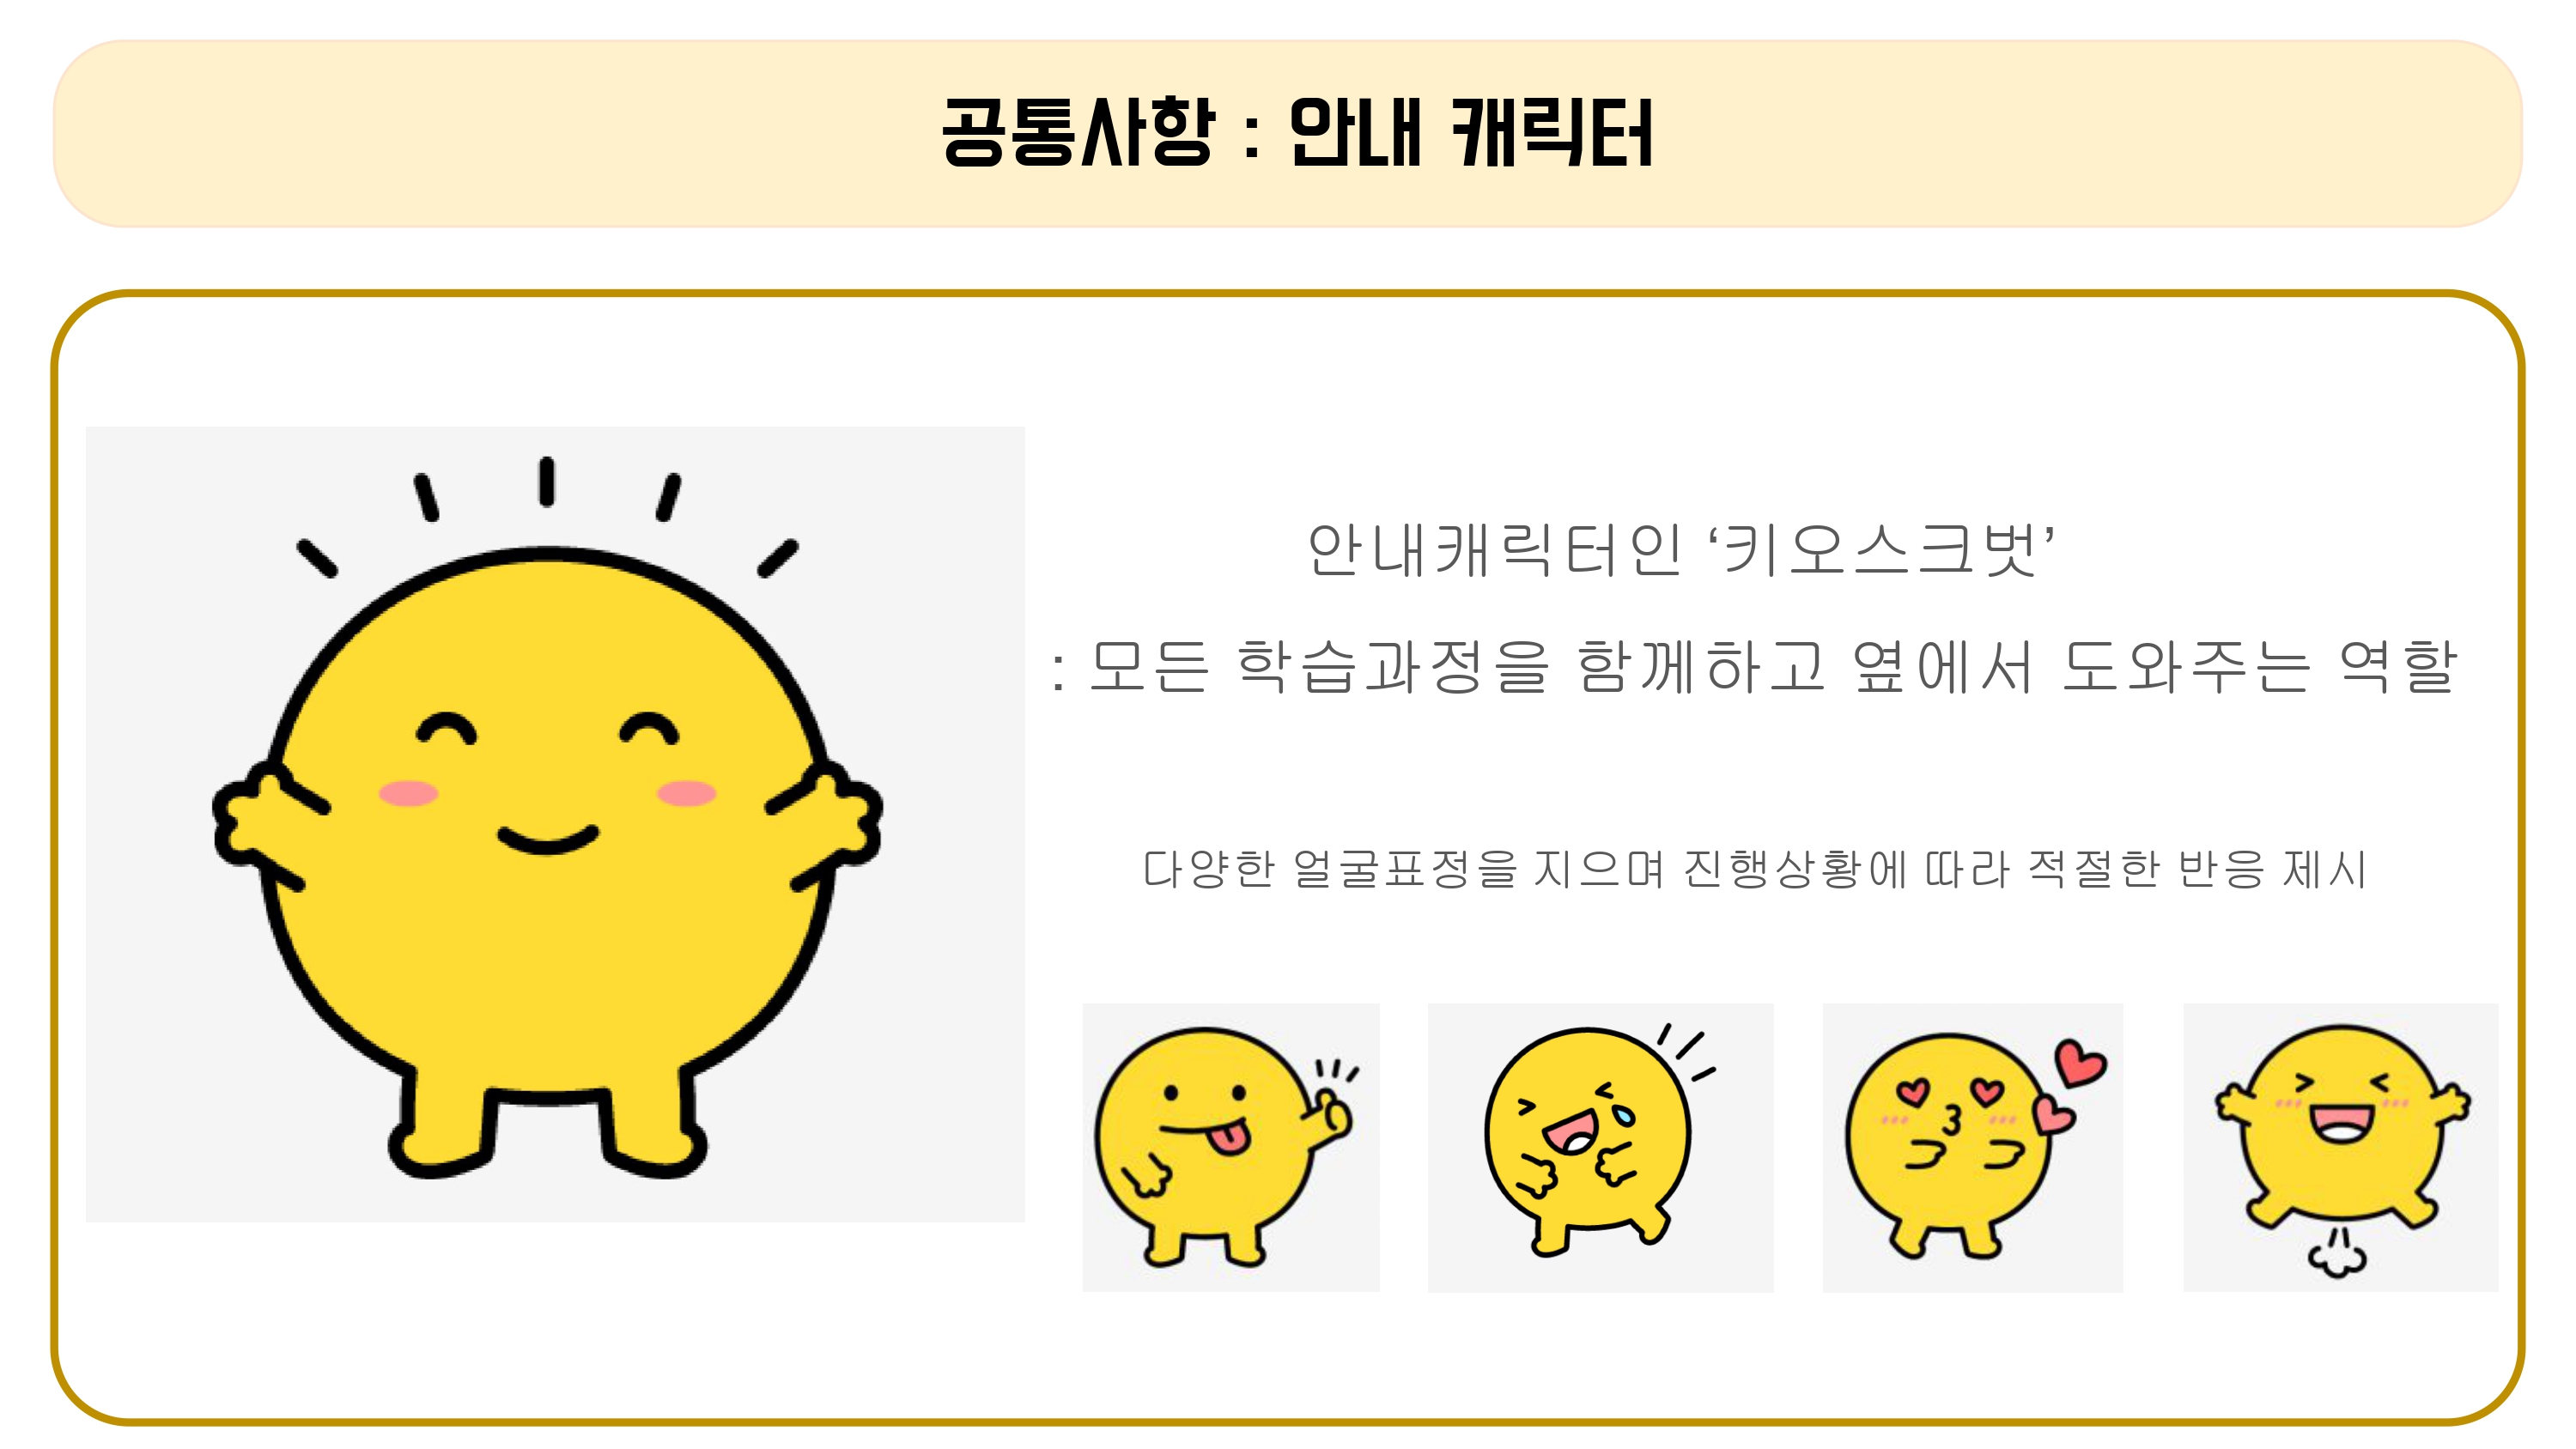 공통사항 : 안내 캐릭터
안내캐릭터인 ‘키오스크벗’
: 모든 학습과정을 함께하고 옆에서 도와주는 역할
다양한 얼굴표정을 지으며 진행상황에 따라 적절한 반응 제시